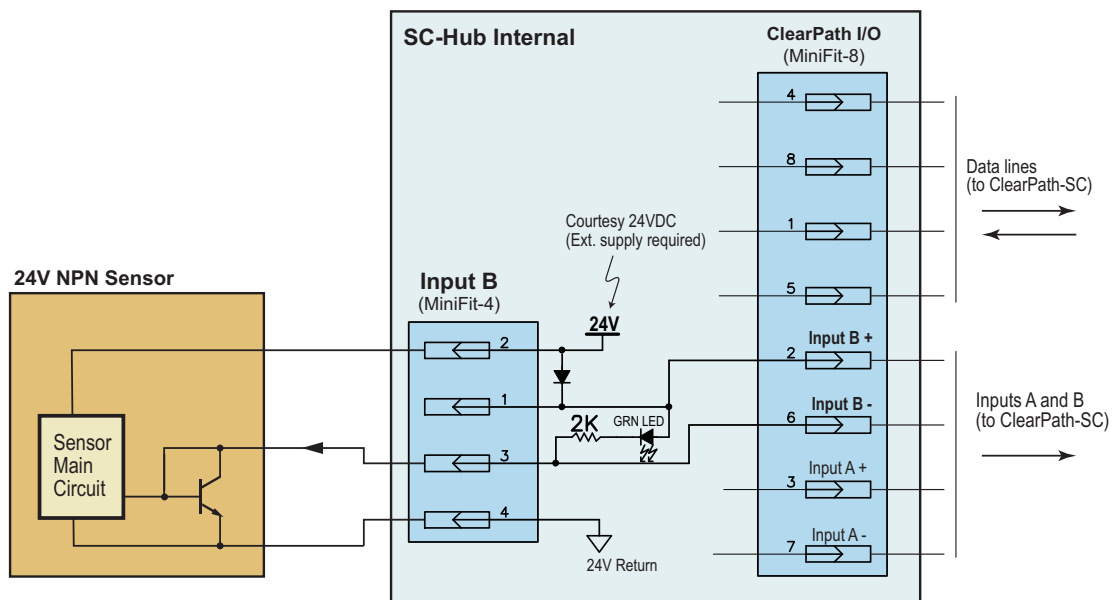 SC-Hub Internal
ClearPath I/O
(MiniFit-8)
4
8
1
5
2
Input B +
6
Input B -
3
Input A +
7
Input A -
Data lines
(to ClearPath-SC)
Inputs A and B
(to ClearPath-SC)
Courtesy 24VDC
(Ext. supply required)
24V
Input B
(MiniFit-4)
2
1
3
4
2K
GRN LED
24V Return
24V NPN Sensor
Sensor
Main
Circuit